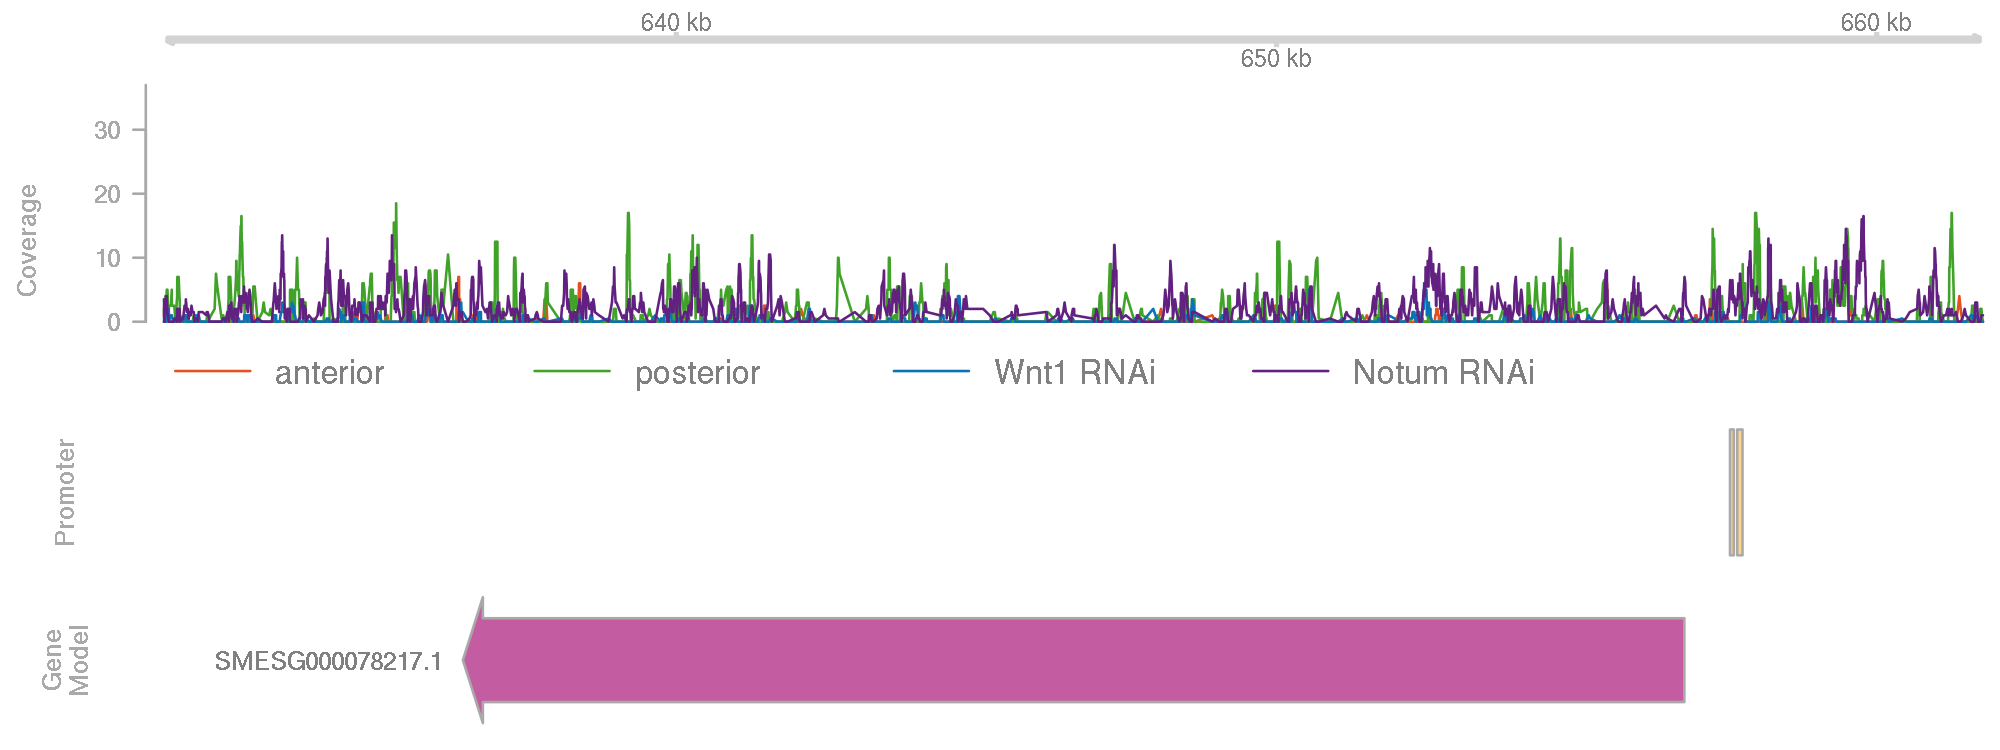 640 kb
660 kb
650 kb
Coverage
30
20
10
0
anterior posterior Wnt1 RNAi Notum RNAi
Promoter
Gene
Model
SMESG000078217.1